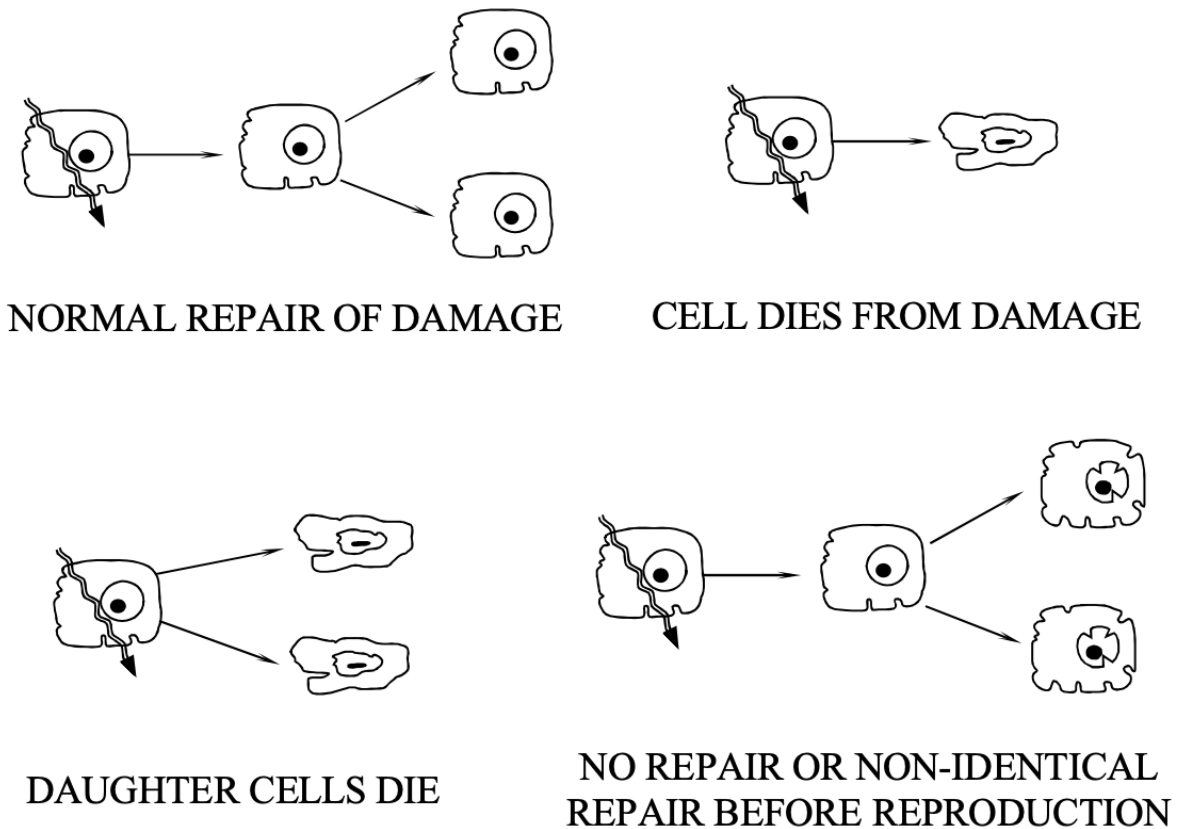 NORMAL REPAIR OF DAMAGE
CELL DIES FROM DAMAGE
DAUGHTER CELLS DIE
NO REPAIR OR NON-IDENTICAL
REPAIR BEFORE REPRODUCTION